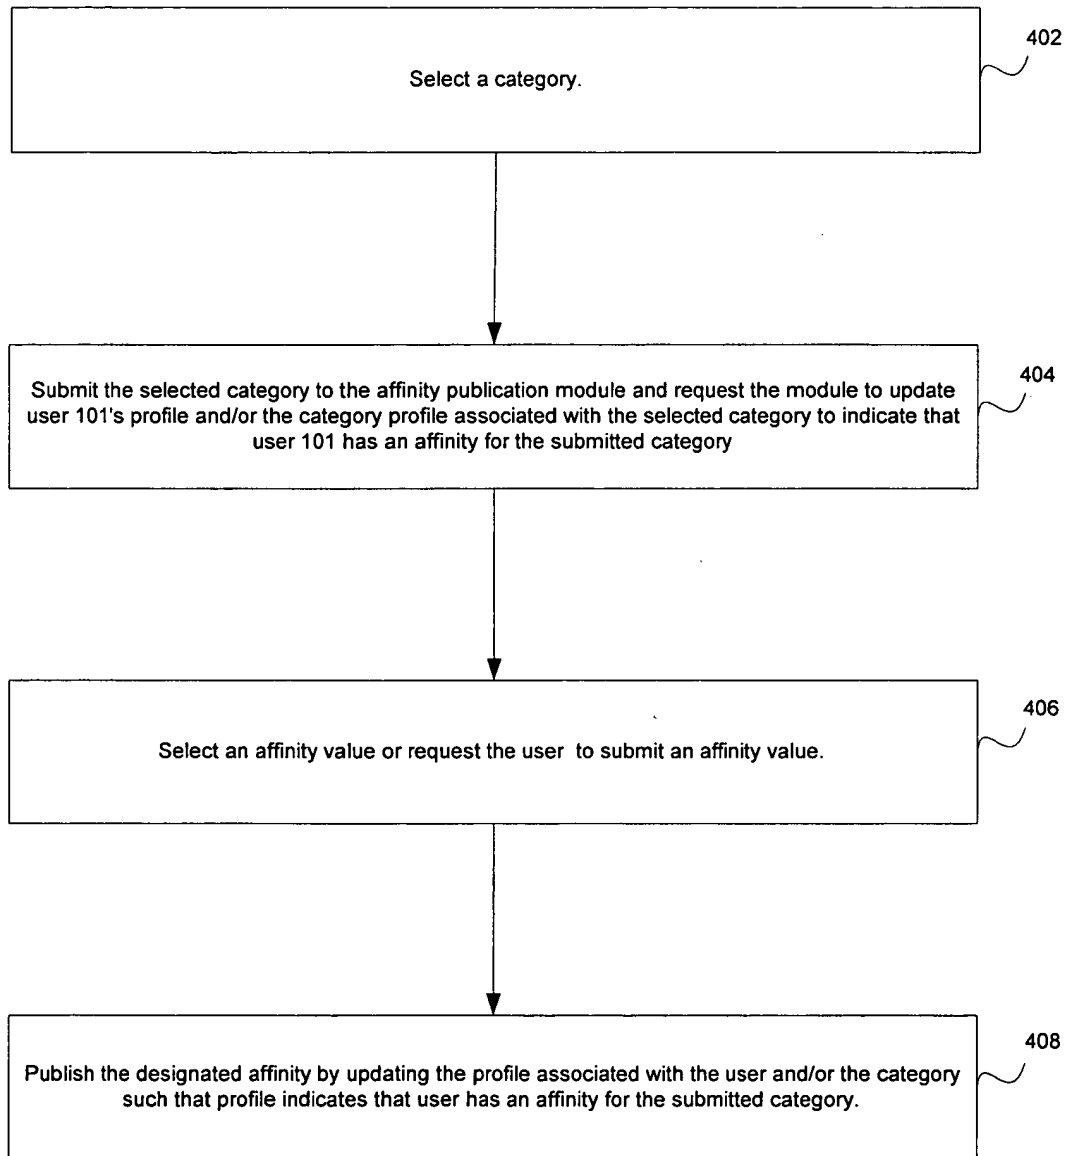 402
Select a category.
404
Submit the selected category to the affinity publication module and request the module to update
user 101's profile and/or the category profile associated with the selected category to indicate that
user 101 has an affinity for the submitted category
406
Select an affinity value or request the user to submit an affinity value.
408
Publish the designated affinity by updating the profile associated with the user and/or the category
such that profile indicates that user has an affinity for the submitted category.